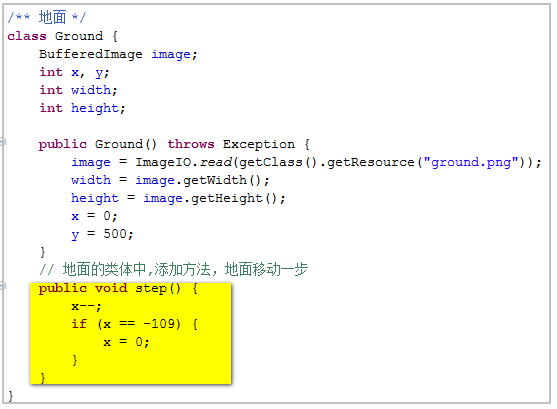 /** 地面 */
class Ground {
    BufferedImage image;
    int x, y;
    int width;
    int height;

    public Ground() throws Exception {
        image = ImageIO.read(getClass().getResource("ground.png"));
        width = image.getWidth();
        height = image.getHeight();
        x = 0;
        y = 500;
    }
    // 地面的类体中,添加方法，地面移动一步
    public void step() {
        x--;
        if (x == -109) {
            x = 0;
        }
    }
}